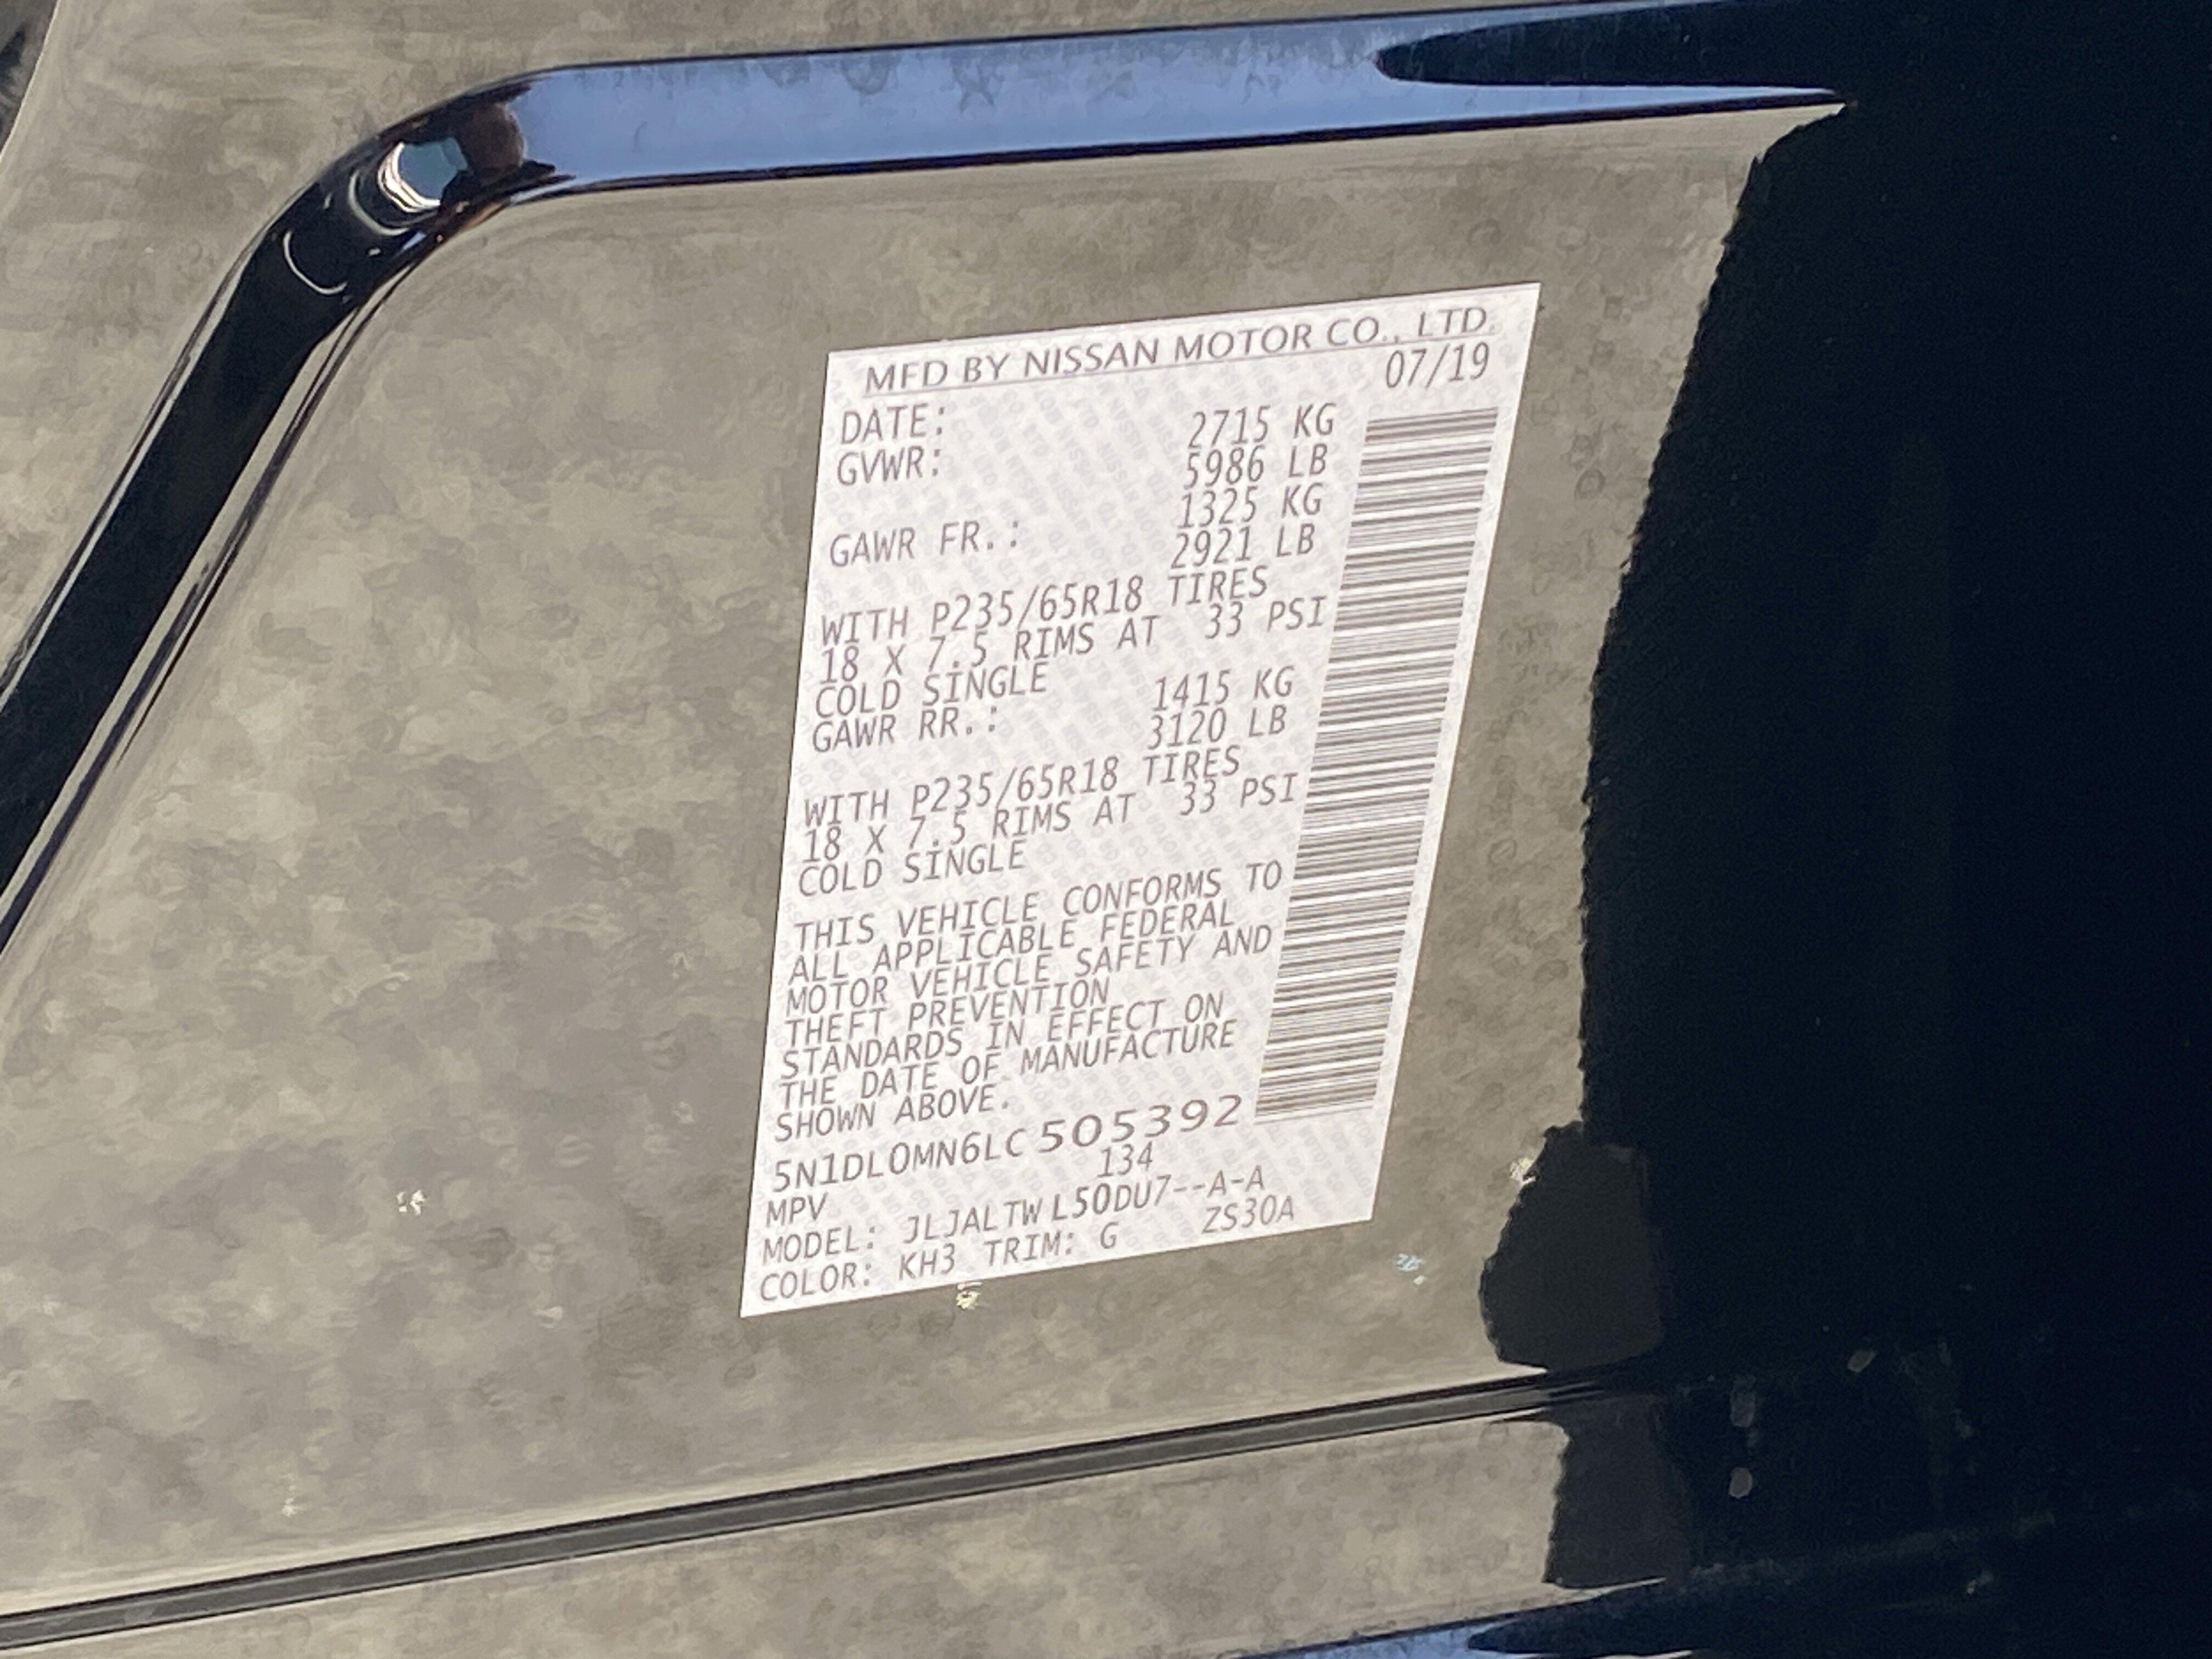 MFD BY NISSAN MOTOR CO., LTD.
DATE: 07/19
GVWR: 2715 KG
5986 LB
GAWR FR.: 1325 KG
2921 LB
WITH P235/65R18 TIRES
18 X 7.5 RIMS AT 33 PSI
COLD SINGLE
GAWR RR.: 1415 KG
3120 LB
WITH P235/65R18 TIRES
18 X 7.5 RIMS AT 33 PSI
COLD SINGLE
THIS VEHICLE CONFORMS TO
ALL APPLICABLE FEDERAL
MOTOR VEHICLE SAFETY AND
THEFT PREVENTION
STANDARDS IN EFFECT ON
THE DATE OF MANUFACTURE
SHOWN ABOVE.
5N1DL0MN6LC505392
MPV 134
MODEL: JLJALTWL50DU7--A-A
COLOR: KH3 TRIM: G ZS30A